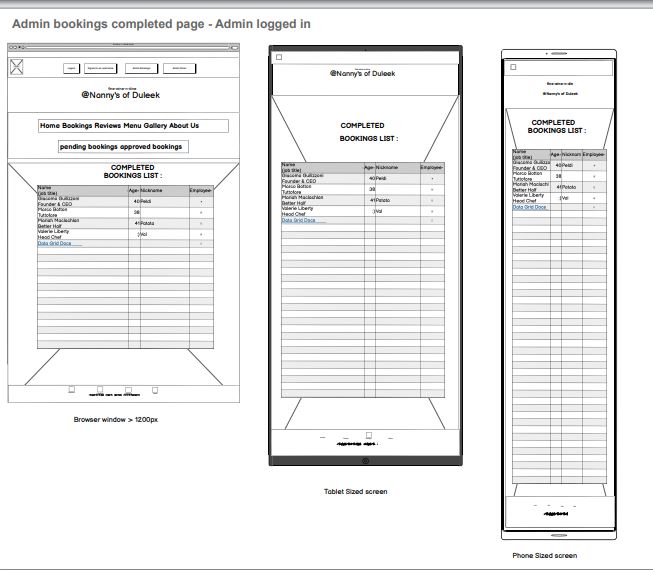 Admin bookings completed page - Admin logged in
@Nanny's of Duleek
Home Bookings Reviews Menu Gallery About Us
pending bookings approved bookings
COMPLETED
BOOKINGS LIST :
Name
(job title) Age Nickname Employee
Giacomo Guilizzoni
Founder & CEO 40 Peldi
Marco Botton
Tuttofare 38
Mariah Maclachlan
Better Half 41 Patata
Valerie Liberty
Head Chef :) Val
Data Grid Docs
Browser window > 1200px
@Nanny's of Duleek
COMPLETED
BOOKINGS LIST :
Name
(job title) Age Nickname Employee
Giacomo Guilizzoni
Founder & CEO 40 Peldi
Marco Botton
Tuttofare 38
Mariah Maclachlan
Better Half 41 Patata
Valerie Liberty
Head Chef :) Val
Data Grid Docs
Tablet Sized screen
@Nanny's of Duleek
COMPLETED
BOOKINGS LIST :
Name
(job title) Age Nicknam Employee
Giacomo Guilizzo
Founder & CEO 40 Peldi
Marco Botton
Tuttofare 38
Mariah Maclachl
Better Half 41 Patata
Valerie Liberty
Head Chef :) Val
Data Grid Docs
Phone Sized screen